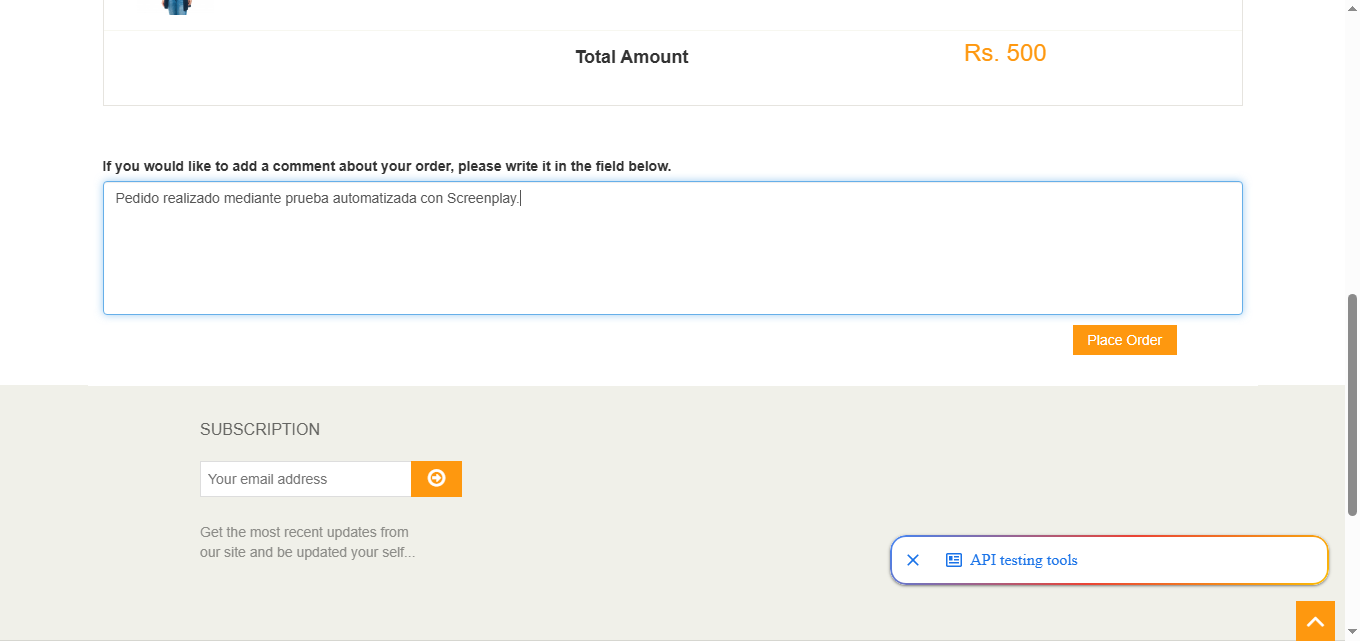 Total Amount Rs. 500
If you would like to add a comment about your order, please write it in the field below.
Pedido realizado mediante prueba automatizada con Screenplay.
Place Order
SUBSCRIPTION
Your email address
Get the most recent updates from
our site and be updated your self...
API testing tools